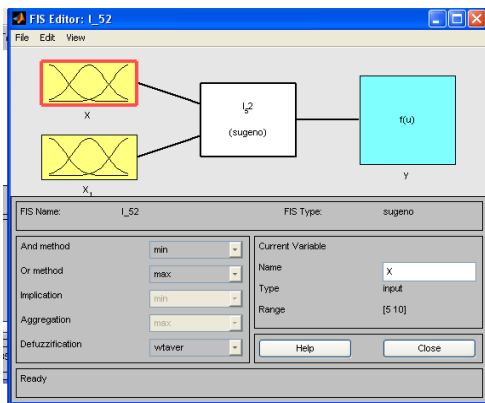 FIS Editor: I_52
File Edit View
X
I_52
(sugeno)
f(u)
X_1
y
FIS Name: I_52 FIS Type: sugeno
And method min
Or method max
Implication min
Aggregation max
Defuzzification wtaver
Current Variable
Name X
Type input
Range [5 10]
Help Close
Ready